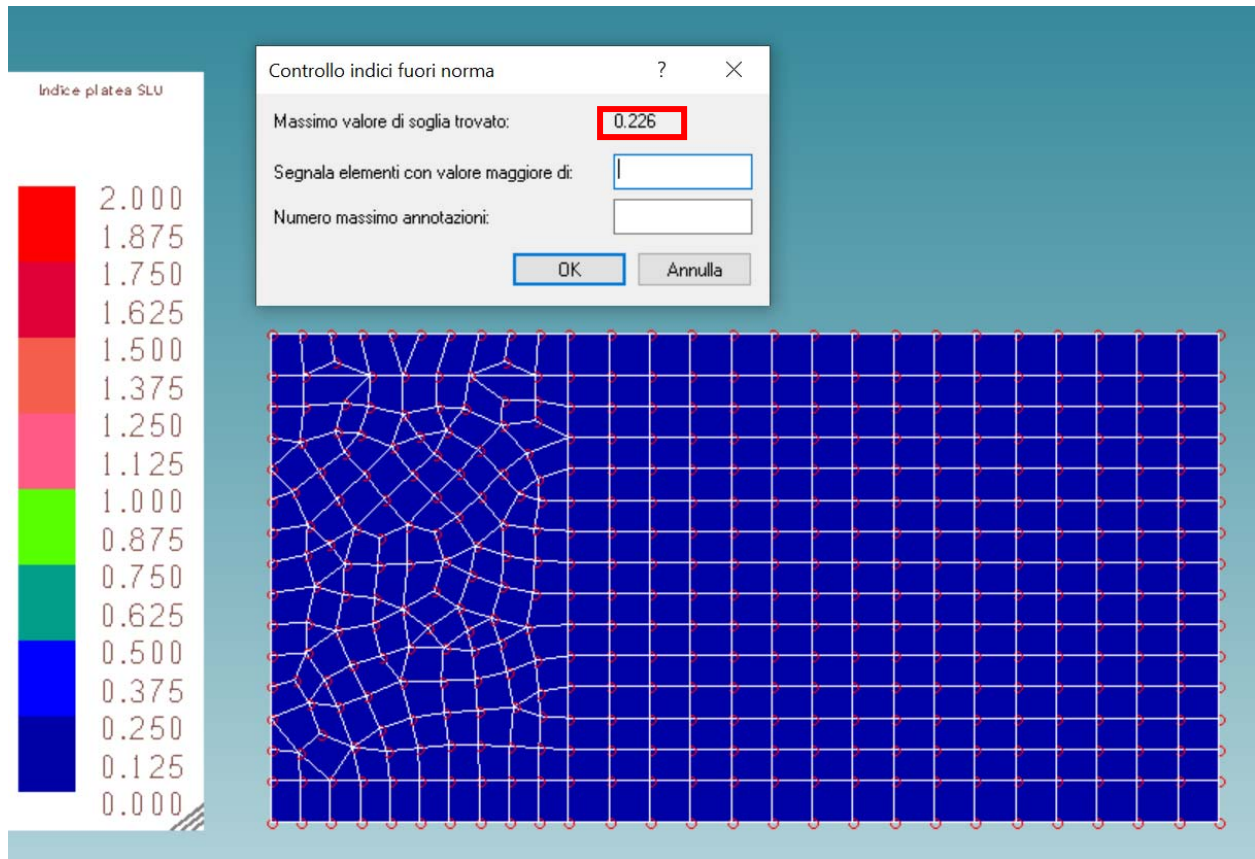 Controllo indici fuori norma ? ×
Massimo valore di soglia trovato: 0.226
Segnala elementi con valore maggiore di:
Numero massimo annotazioni:
OK Annulla
Indice platea SLU
2.000
1.875
1.750
1.625
1.500
1.375
1.250
1.125
1.000
0.875
0.750
0.625
0.500
0.375
0.250
0.125
0.000